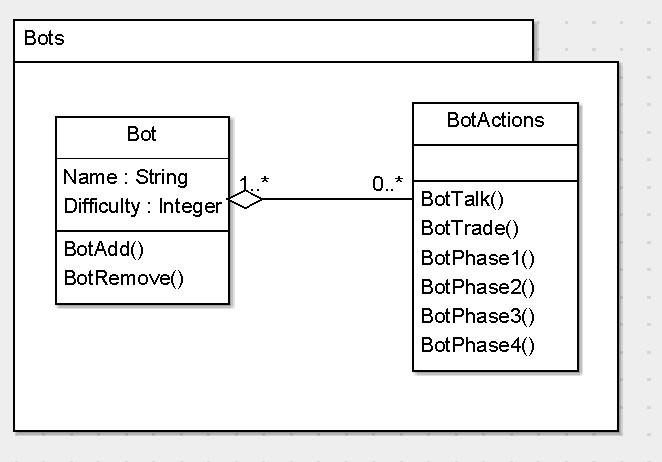 Bots
Bot
Name : String
Difficulty : Integer
BotAdd()
BotRemove()
1..*
0..*
BotActions
BotTalk()
BotTrade()
BotPhase1()
BotPhase2()
BotPhase3()
BotPhase4()